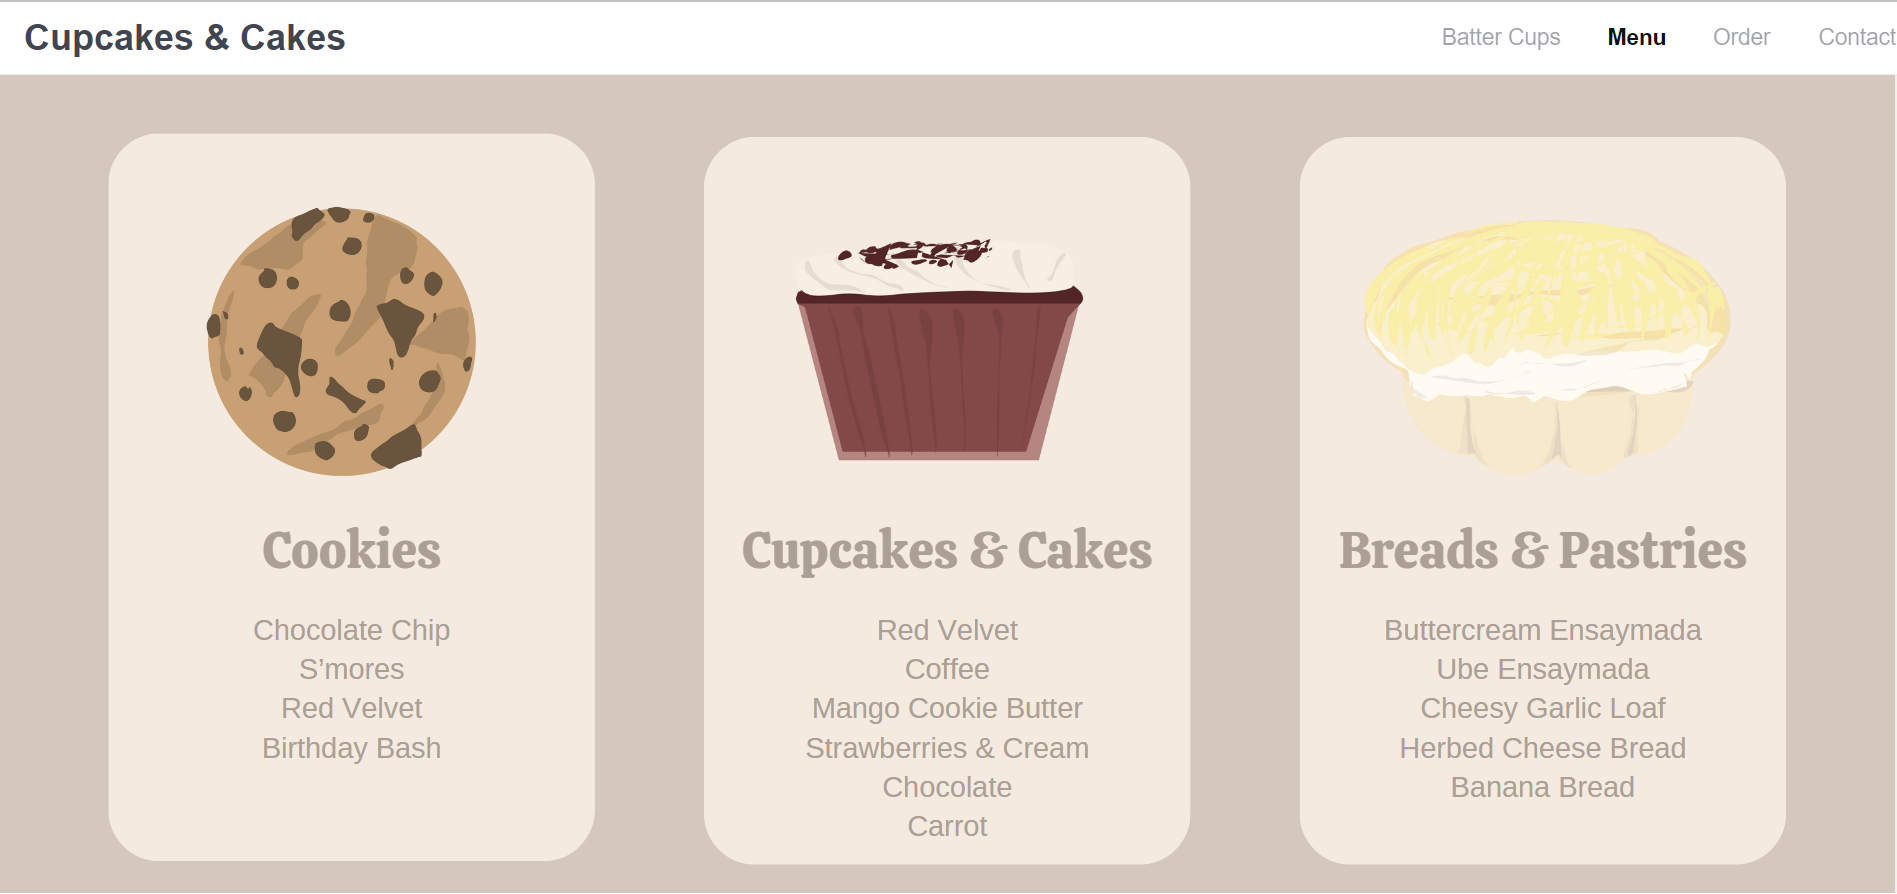 Cupcakes & Cakes
Batter Cups Menu Order Contact
Cookies
Chocolate Chip
S’mores
Red Velvet
Birthday Bash
Cupcakes & Cakes
Red Velvet
Coffee
Mango Cookie Butter
Strawberries & Cream
Chocolate
Carrot
Breads & Pastries
Buttercream Ensaymada
Ube Ensaymada
Cheesy Garlic Loaf
Herbed Cheese Bread
Banana Bread